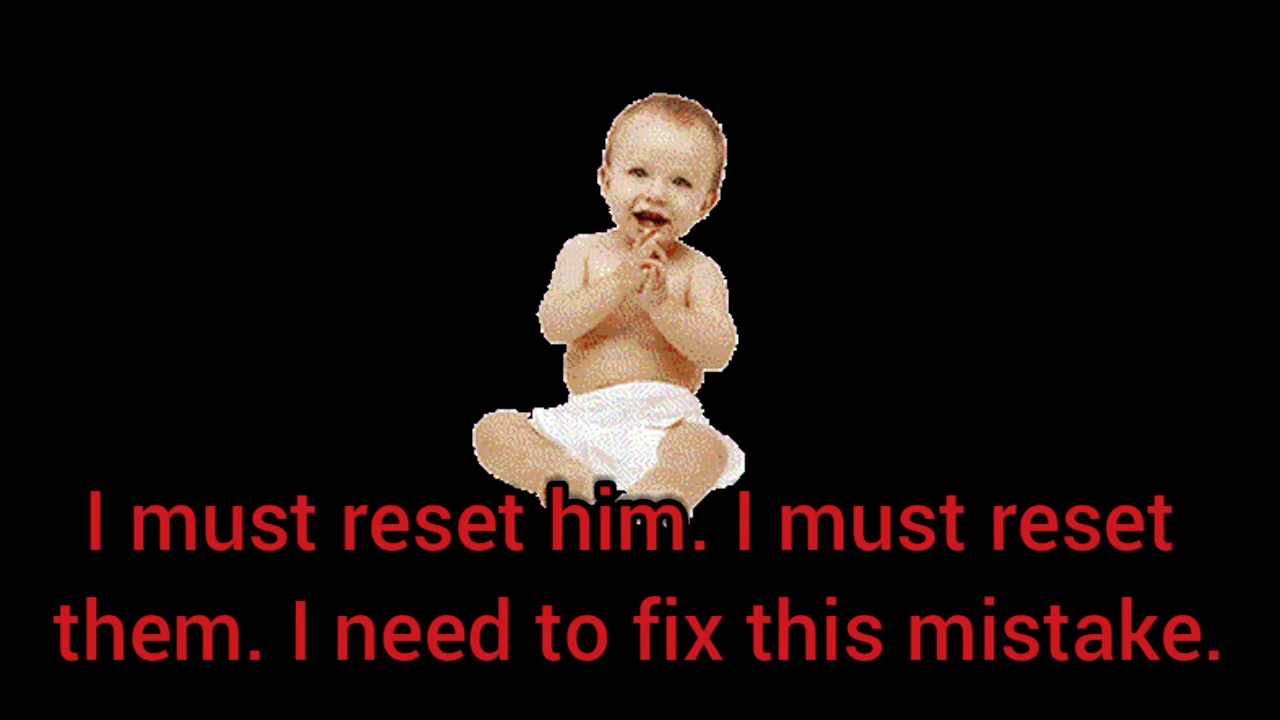 I must reset him. I must reset
them. I need to fix this mistake.